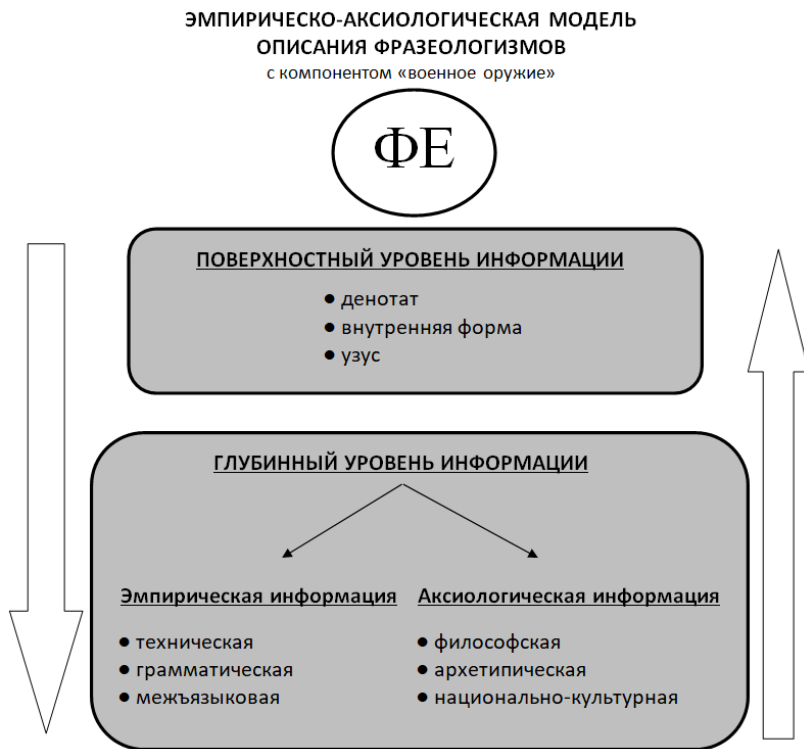 ЭМПИРИЧЕСКО-АКСИОЛОГИЧЕСКАЯ МОДЕЛЬ
ОПИСАНИЯ ФРАЗЕОЛОГИЗМОВ
с компонентом «военное оружие»
ФЕ
ПОВЕРХНОСТНЫЙ УРОВЕНЬ ИНФОРМАЦИИ
● денотат
● внутренняя форма
● узус
ГЛУБИННЫЙ УРОВЕНЬ ИНФОРМАЦИИ
Эмпирическая информация
● техническая
● грамматическая
● межъязыковая
Аксиологическая информация
● философская
● архетипическая
● национально-культурная